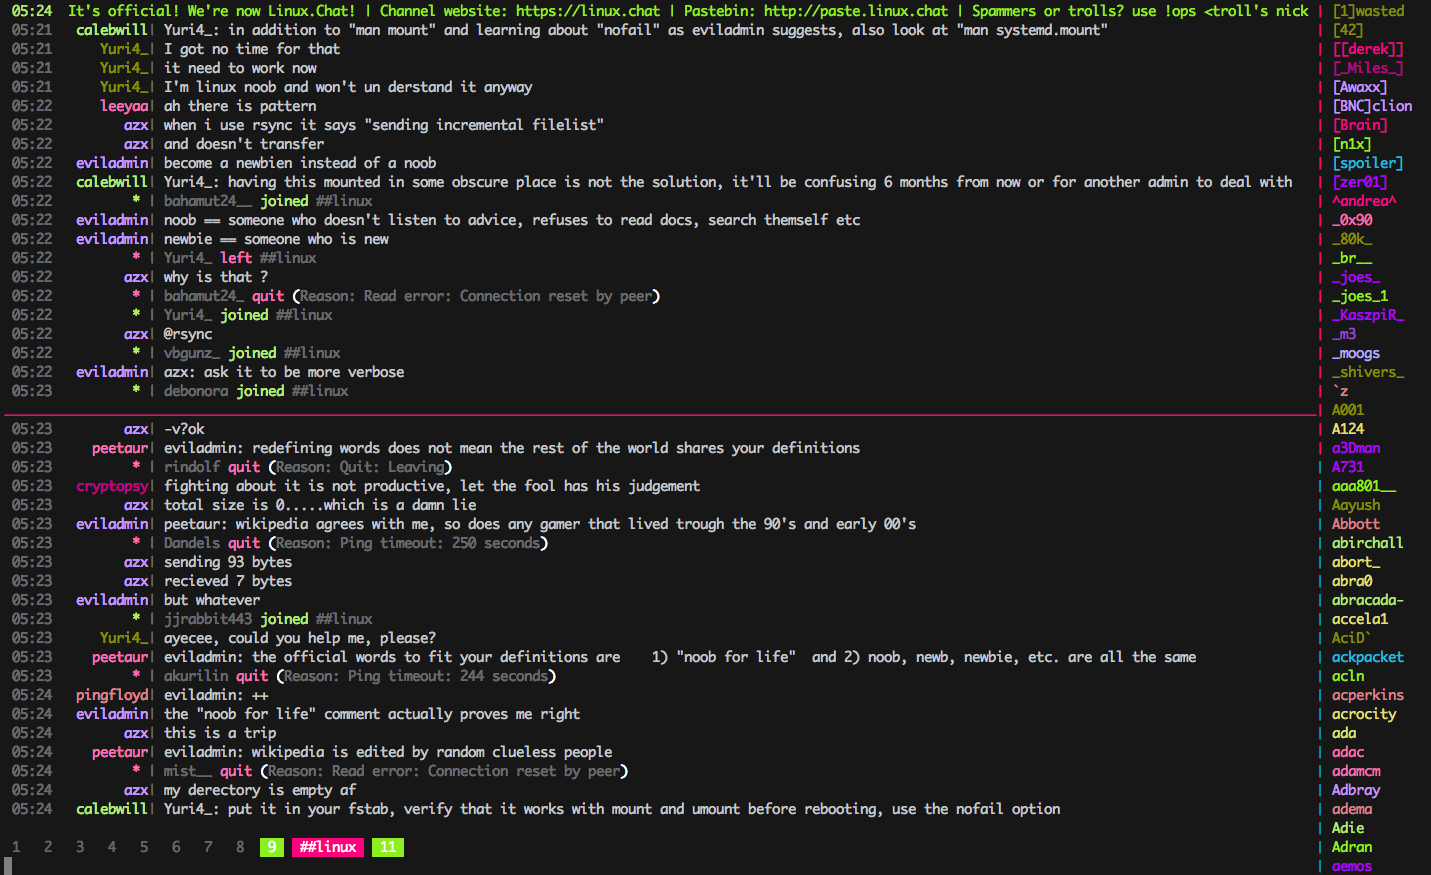 05:24 It's official! We're now Linux.Chat! | Channel website: https://linux.chat | Pastebin: http://paste.linux.chat | Spammers or trolls? use !ops <troll's nick | [1]wasted
05:21 calebwill| Yuri4_: in addition to "man mount" and learning about "nofail" as eviladmin suggests, also look at "man systemd.mount" | [42]
05:21 Yuri4_| I got no time for that | [[derek]]
05:21 Yuri4_| it need to work now | [_Miles_]
05:21 Yuri4_| I'm linux noob and won't un derstand it anyway | [Awaxx]
05:22 leeyaa| ah there is pattern | [BNC]clion
05:22 azx| when i use rsync it says "sending incremental filelist" | [Brain]
05:22 azx| and doesn't transfer | [n1x]
05:22 eviladmin| become a newbien instead of a noob | [spoiler]
05:22 calebwill| Yuri4_: having this mounted in some obscure place is not the solution, it'll be confusing 6 months from now or for another admin to deal with | [zer01]
05:22 * | bahamut24__ joined ##linux | ^andrea^
05:22 eviladmin| noob == someone who doesn't listen to advice, refuses to read docs, search themself etc | _0x90
05:22 eviladmin| newbie == someone who is new | _80k_
05:22 * | Yuri4_ left ##linux | _br__
05:22 azx| why is that ? | _joes_
05:22 * | bahamut24_ quit (Reason: Read error: Connection reset by peer) | _joes_1
05:22 * | Yuri4_ joined ##linux | _KaszpiR_
05:22 azx| @rsync | _m3
05:22 * | vbgunz_ joined ##linux | _moogs
05:22 eviladmin| azx: ask it to be more verbose | _shivers_
05:23 * | debonora joined ##linux | `z
| A001
05:23 azx| -v?ok | A124
05:23 peetaur| eviladmin: redefining words does not mean the rest of the world shares your definitions | a3Dman
05:23 * | rindolf quit (Reason: Quit: Leaving) | A731
05:23 cryptopsy| fighting about it is not productive, let the fool has his judgement | aaa801__
05:23 azx| total size is 0.....which is a damn lie | Aayush
05:23 eviladmin| peetaur: wikipedia agrees with me, so does any gamer that lived trough the 90's and early 00's | Abbott
05:23 * | Dandels quit (Reason: Ping timeout: 250 seconds) | abirchall
05:23 azx| sending 93 bytes | abort_
05:23 azx| recieved 7 bytes | abra0
05:23 eviladmin| but whatever | abracada-
05:23 * | jjrabbit443 joined ##linux | accela1
05:23 Yuri4_| ayecee, could you help me, please? | AciD`
05:23 peetaur| eviladmin: the official words to fit your definitions are 1) "noob for life" and 2) noob, newb, newbie, etc. are all the same | ackpacket
05:23 * | akurilin quit (Reason: Ping timeout: 244 seconds) | acln
05:24 pingfloyd| eviladmin: ++ | acperkins
05:24 eviladmin| the "noob for life" comment actually proves me right | acrocity
05:24 azx| this is a trip | ada
05:24 peetaur| eviladmin: wikipedia is edited by random clueless people | adac
05:24 * | mist__ quit (Reason: Read error: Connection reset by peer) | adamcm
05:24 azx| my derectory is empty af | Adbray
05:24 calebwill| Yuri4_: put it in your fstab, verify that it works with mount and umount before rebooting, use the nofail option | adema
| Adie
1 2 3 4 5 6 7 8 9 ##linux 11 | Adran
| aemos